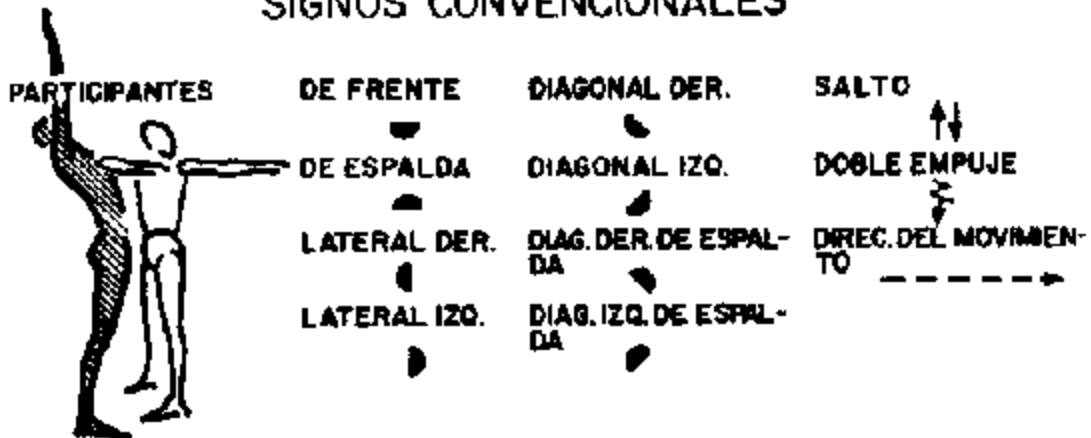 SIGNOS CONVENCIONALES
PARTICIPANTES
DE FRENTE
DE ESPALDA
LATERAL DER.
LATERAL IZQ.
DIAGONAL DER.
DIAGONAL IZQ.
DIAG. DER. DE ESPAL-
DA
DIAG. IZQ. DE ESPAL-
DA
SALTO
DOBLE EMPUJE
DIREC. DEL MOVIMIEN-
TO